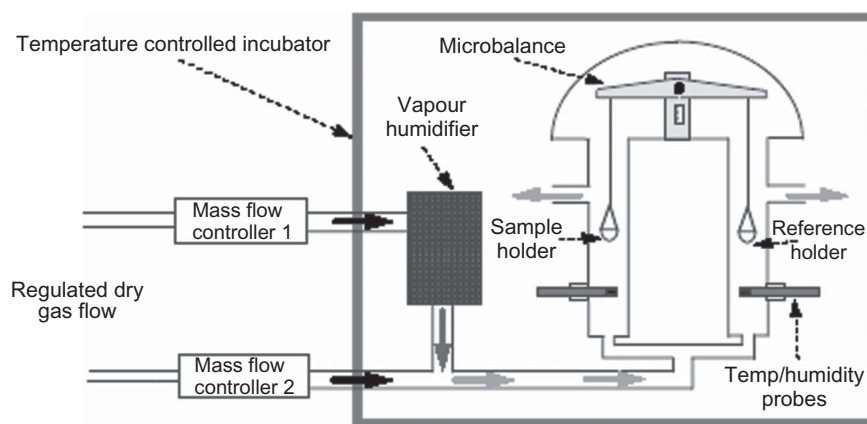 Temperature controlled incubator
Microbalance
Vapour
humidifier
Mass flow
controller 1
Sample
holder
Reference
holder
Regulated dry
gas flow
Mass flow
controller 2
Temp/humidity
probes